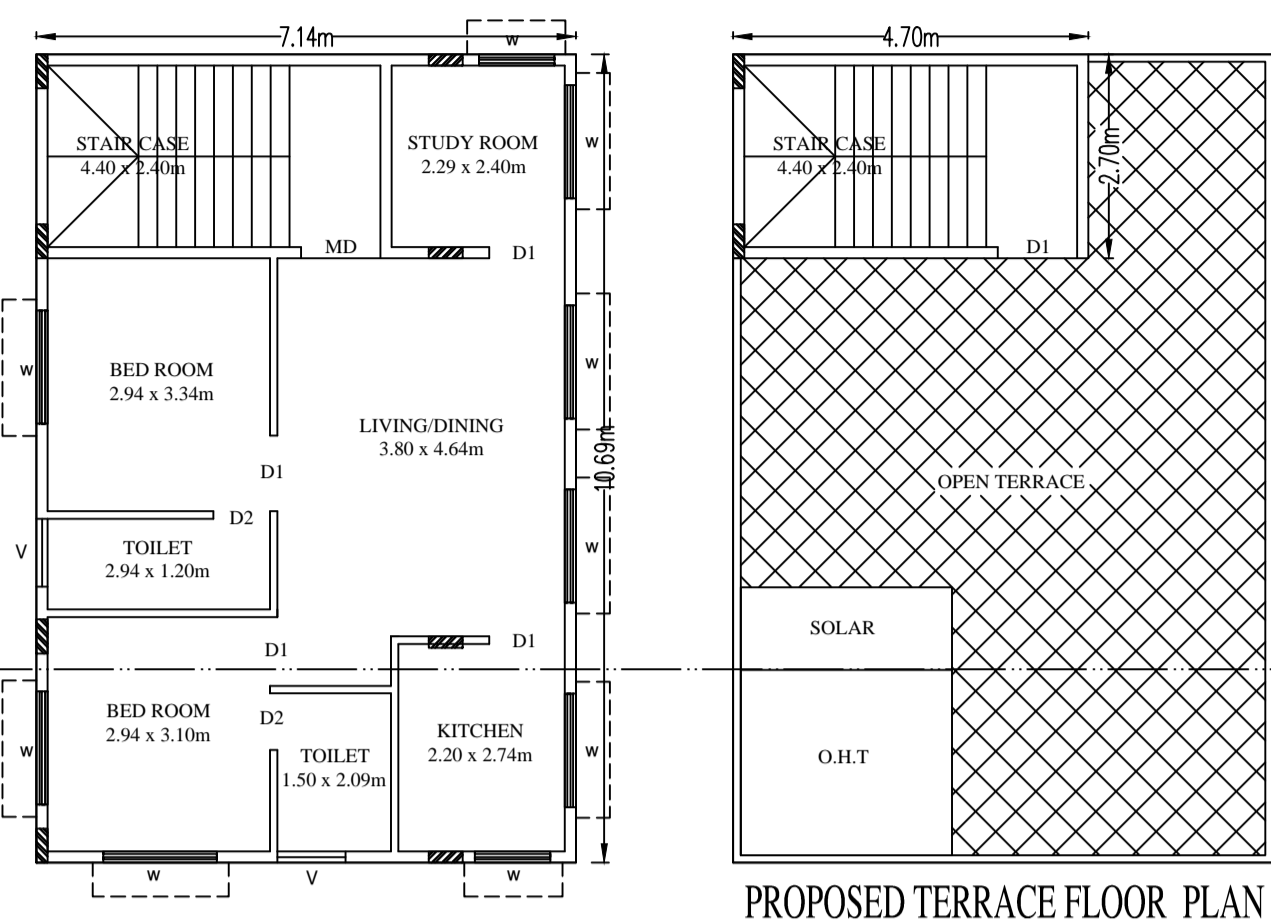 7.14m
w
STAIR CASE
4.40 x 2.40m
STUDY ROOM
2.29 x 2.40m
w
MD
D1
w
BED ROOM
2.94 x 3.34m
w
LIVING/DINING
3.80 x 4.64m
10.69m
D1
D2
V
TOILET
2.94 x 1.20m
w
D1
D1
BED ROOM
2.94 x 3.10m
D2
w
TOILET
1.50 x 2.09m
KITCHEN
2.20 x 2.74m
w
w
V
w
4.70m
STAIR CASE
4.40 x 2.40m
2.70m
D1
OPEN TERRACE
SOLAR
O.H.T
PROPOSED TERRACE FLOOR PLAN